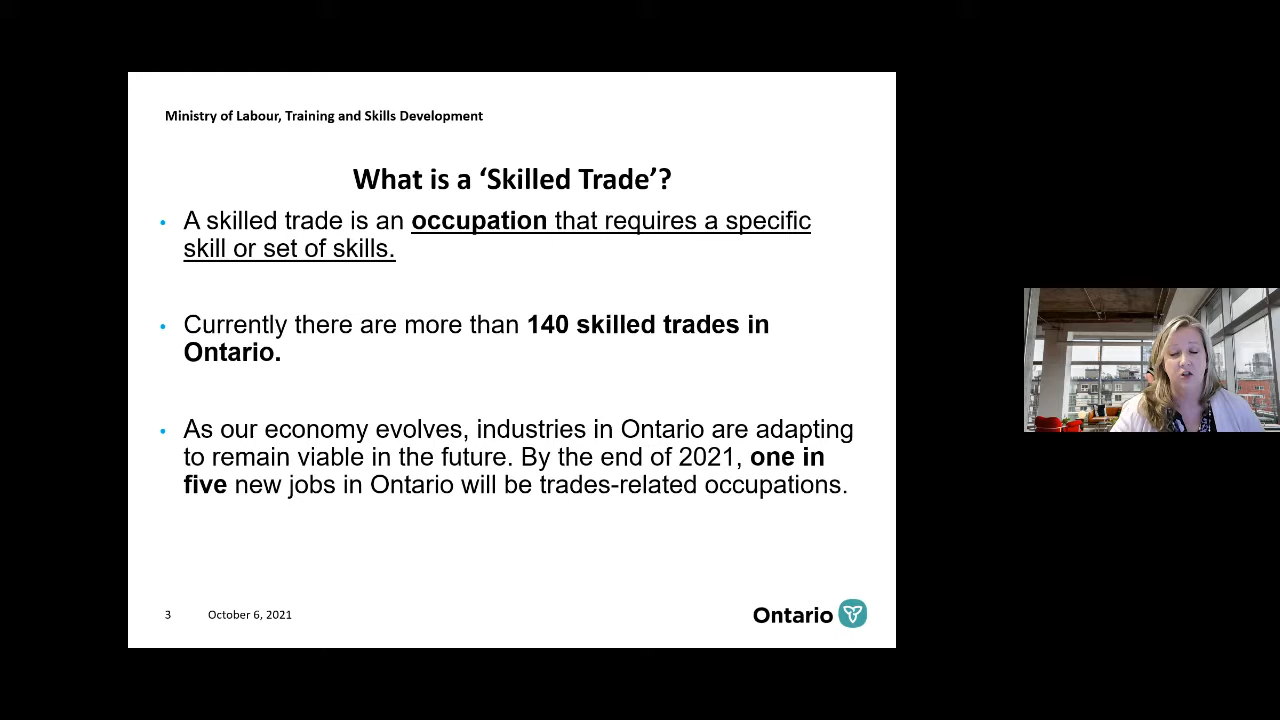 Ministry of Labour, Training and Skills Development
What is a ‘Skilled Trade’?
• A skilled trade is an occupation that requires a specific
skill or set of skills.
• Currently there are more than 140 skilled trades in
Ontario.
• As our economy evolves, industries in Ontario are adapting
to remain viable in the future. By the end of 2021, one in
five new jobs in Ontario will be trades-related occupations.
3 October 6, 2021
Ontario